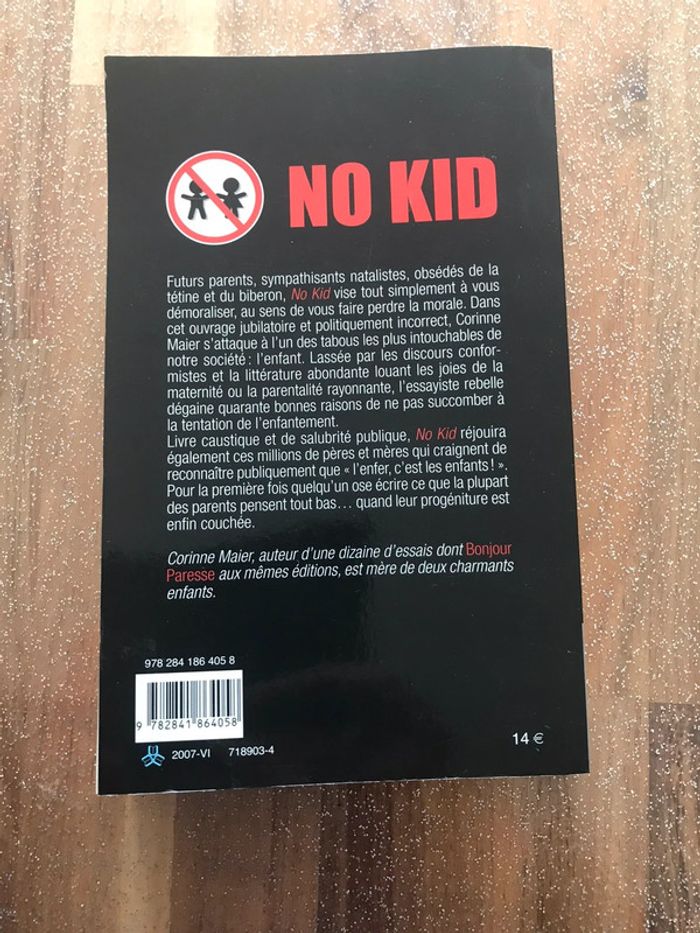 NO KID
Futurs parents, sympathisants natalistes, obsédés de la
tétine et du biberon, No Kid vise tout simplement à vous
démoraliser, au sens de vous faire perdre la morale. Dans
cet ouvrage jubilatoire et politiquement incorrect, Corinne
Maier s'attaque à l'un des tabous les plus intouchables de
notre société : l'enfant. Lassée par les discours confor-
mistes et la littérature abondante louant les joies de la
maternité ou la parentalité rayonnante, l'essayiste rebelle
dégaine quarante bonnes raisons de ne pas succomber à
la tentation de l'enfantement.
Livre caustique et de salubrité publique, No Kid réjouira
également ces millions de pères et mères qui craignent de
reconnaître publiquement que « l'enfer, c'est les enfants ! ».
Pour la première fois quelqu'un ose écrire ce que la plupart
des parents pensent tout bas… quand leur progéniture est
enfin couchée.
Corinne Maier, auteur d'une dizaine d'essais dont Bonjour
Paresse aux mêmes éditions, est mère de deux charmants
enfants.
978 284 186 405 8
9 782841 864058
2007-VI 718903-4
14 €